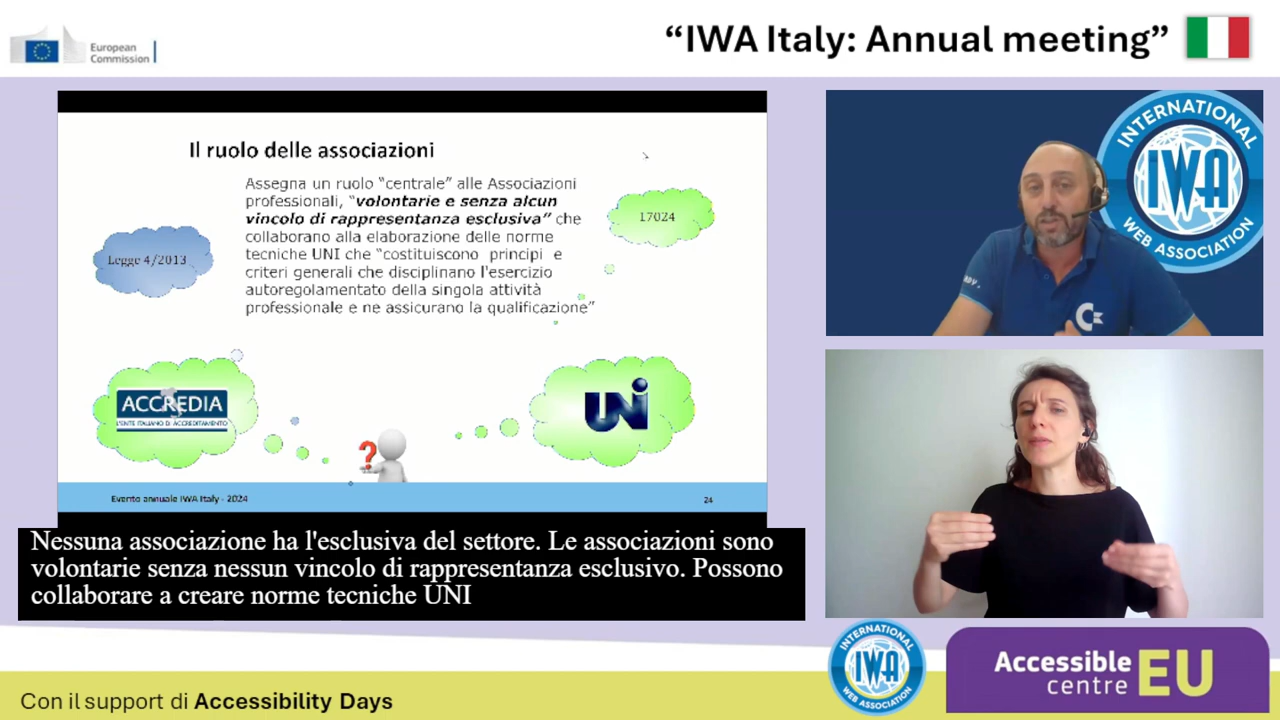 European
Commission
“IWA Italy: Annual meeting”
Il ruolo delle associazioni
Assegna un ruolo “centrale” alle Associazioni
professionali, “volontarie e senza alcun
vincolo di rappresentanza esclusiva” che
collaborano alla elaborazione delle norme
tecniche UNI che “costituiscono principi e
criteri generali che disciplinano l'esercizio
autoregolamentato della singola attività
professionale e ne assicurano la qualificazione”
Legge 4/2013
17024
ACCREDIA
L'ENTE ITALIANO DI ACCREDITAMENTO
UNI
?
Evento annuale IWA Italy - 2024
24
INTERNATIONAL
IWA
WEB ASSOCIATION
Nessuna associazione ha l'esclusiva del settore. Le associazioni sono
volontarie senza nessun vincolo di rappresentanza esclusivo. Possono
collaborare a creare norme tecniche UNI
INTERNATIONAL
IWA
WEB ASSOCIATION
Accessible
centre
EU
Con il support di Accessibility Days